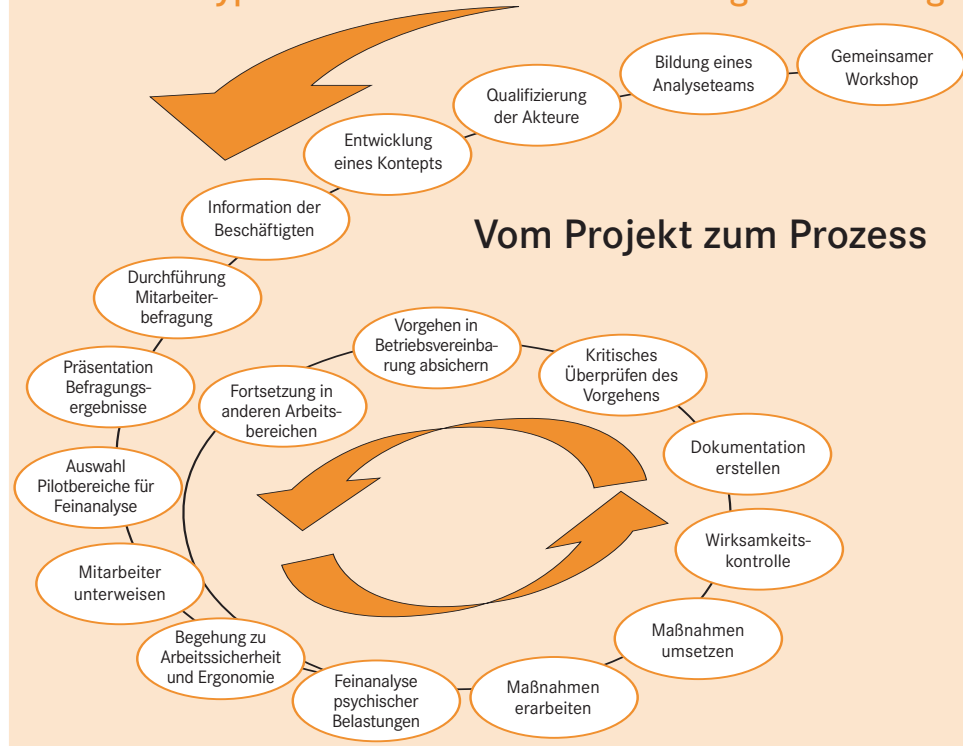 Gemeinsamer
Workshop
Bildung eines
Analyseteams
Qualifizierung
der Akteure
Entwicklung
eines Kontepts
Information der
Beschäftigten
Vom Projekt zum Prozess
Durchführung
Mitarbeiter-
befragung
Präsentation
Befragungs-
ergebnisse
Auswahl
Pilotbereiche für
Feinanalyse
Mitarbeiter
unterweisen
Begehung zu
Arbeitssicherheit
und Ergonomie
Feinanalyse
psychischer
Belastungen
Maßnahmen
erarbeiten
Maßnahmen
umsetzen
Wirksamkeits-
kontrolle
Dokumentation
erstellen
Kritisches
Überprüfen des
Vorgehens
Vorgehen in
Betriebsvereinba-
rung absichern
Fortsetzung in
anderen Arbeits-
bereichen